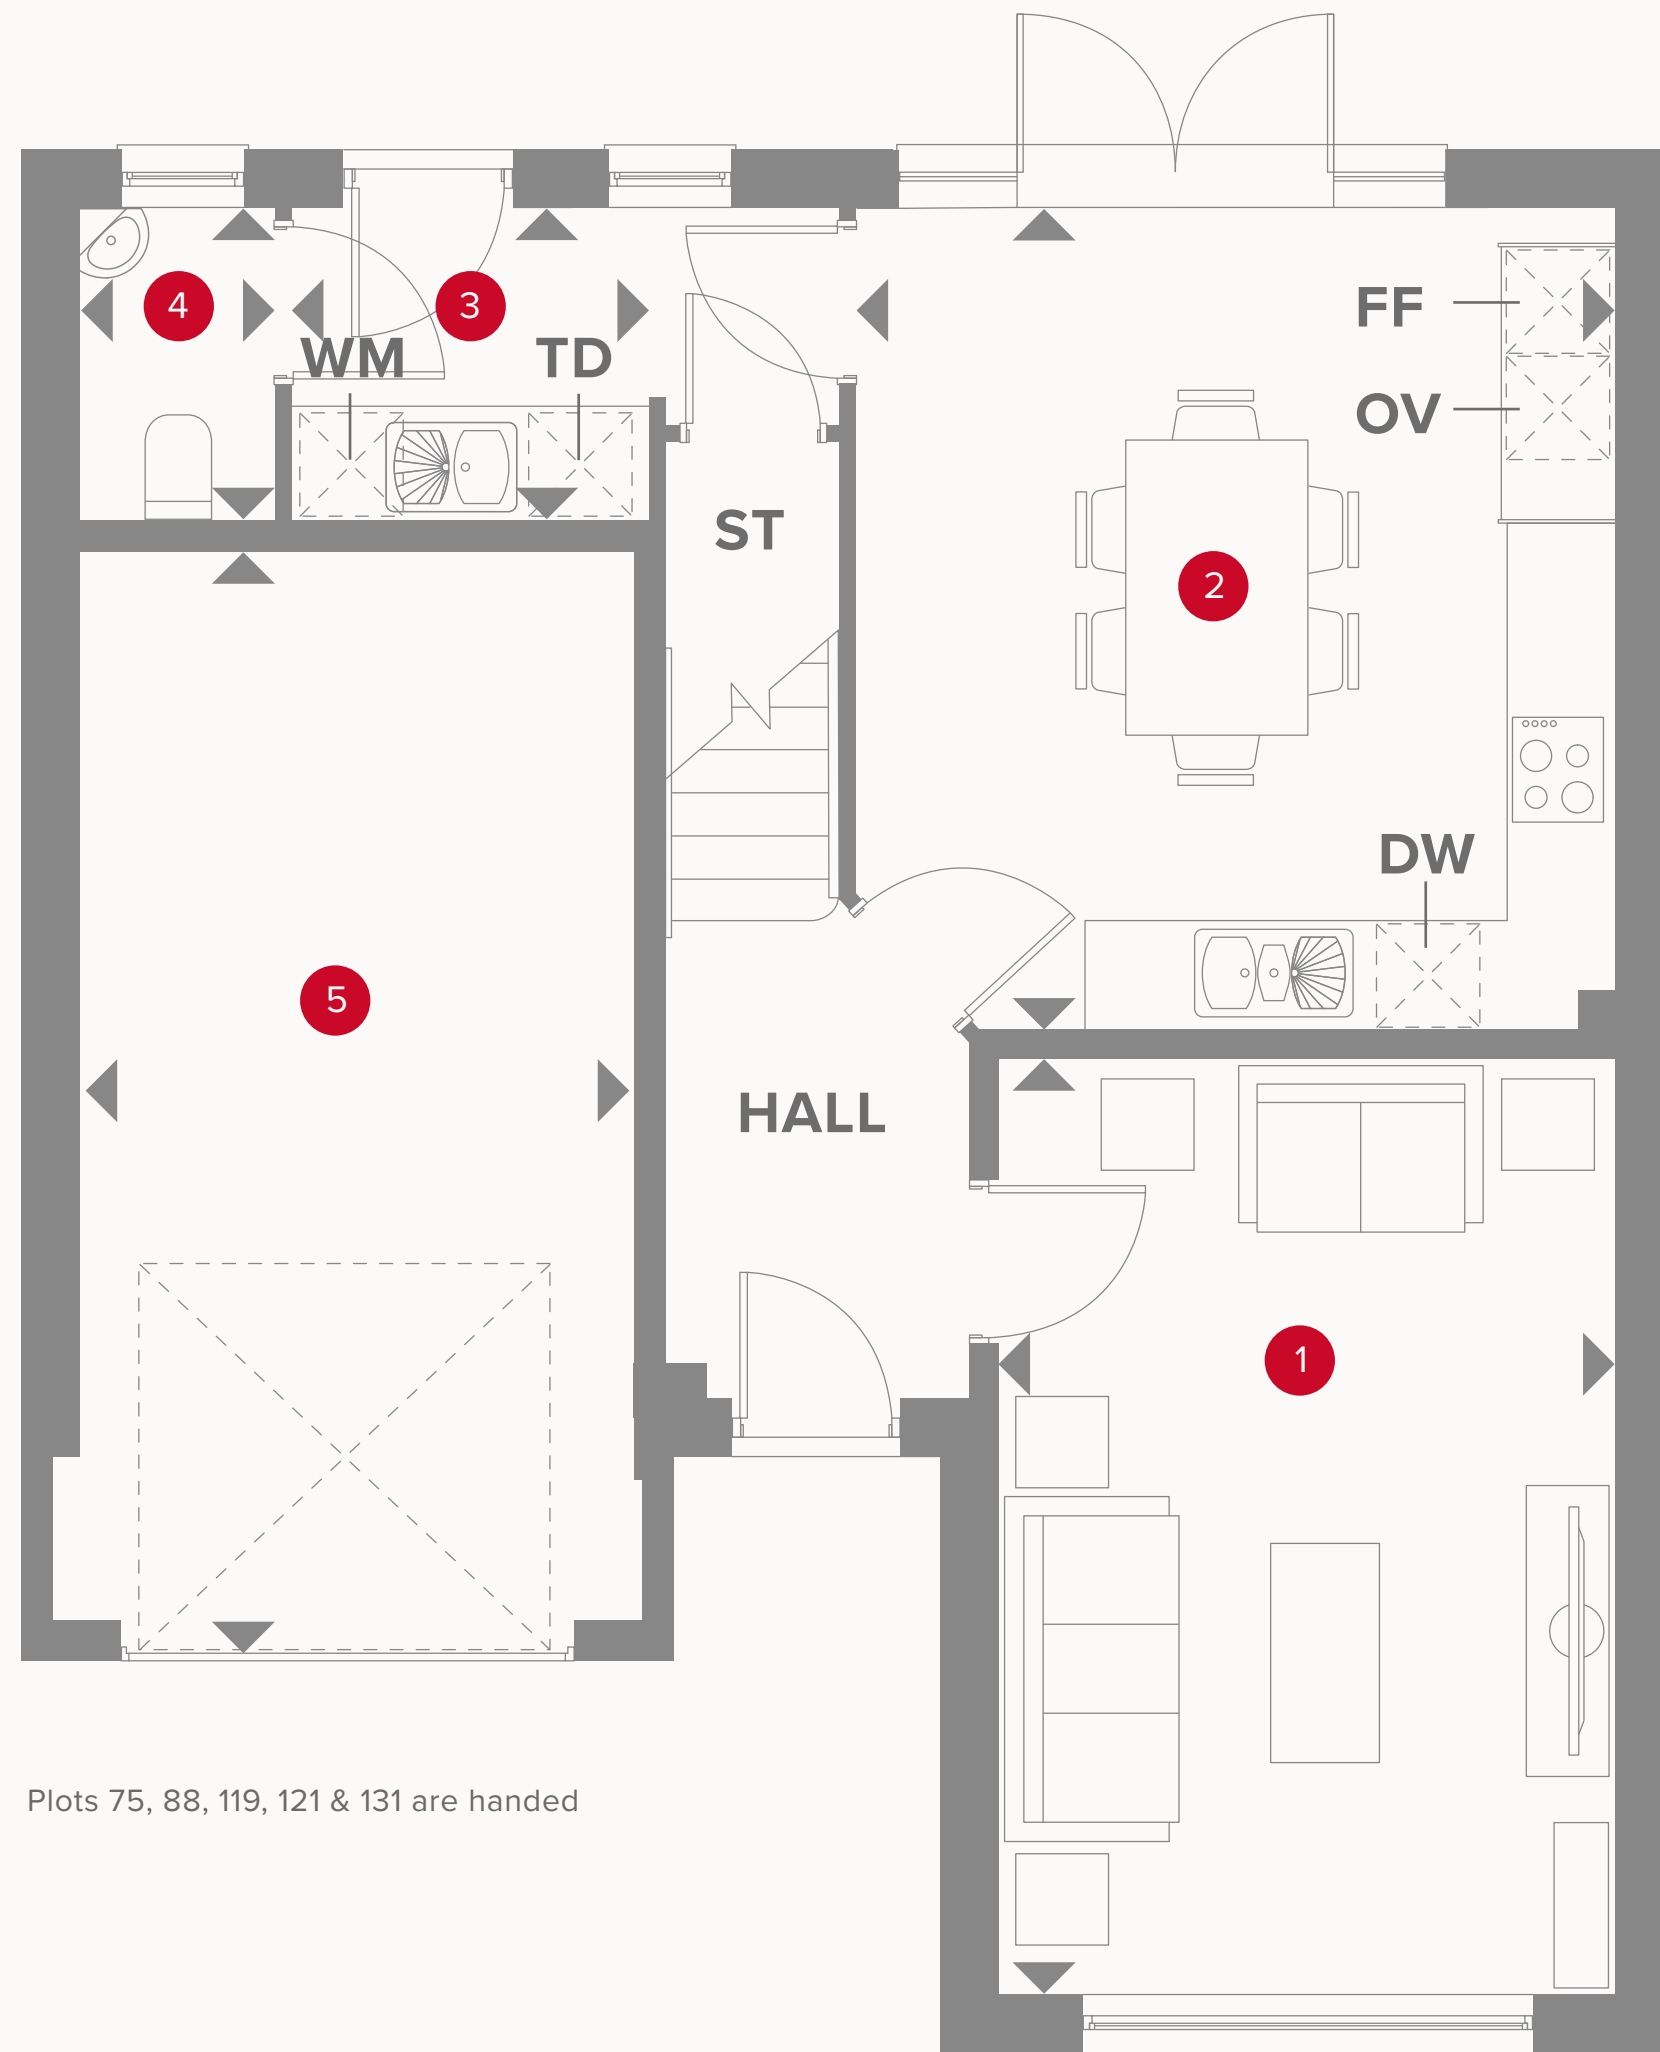 4
3
FF
WM
TD
OV
ST
2
DW
5
HALL
1
Plots 75, 88, 119, 121 & 131 are handed